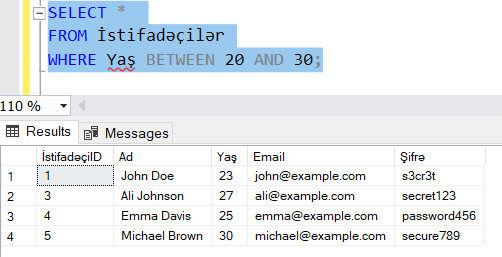 SELECT *
FROM İstifadəçilər
WHERE Yaş BETWEEN 20 AND 30;
110 %
Results Messages
İstifadəçiID Ad Yaş Email Şifrə
1 1 John Doe 23 john@example.com s3cr3t
2 3 Ali Johnson 27 ali@example.com secret123
3 4 Emma Davis 25 emma@example.com password456
4 5 Michael Brown 30 michael@example.com secure789